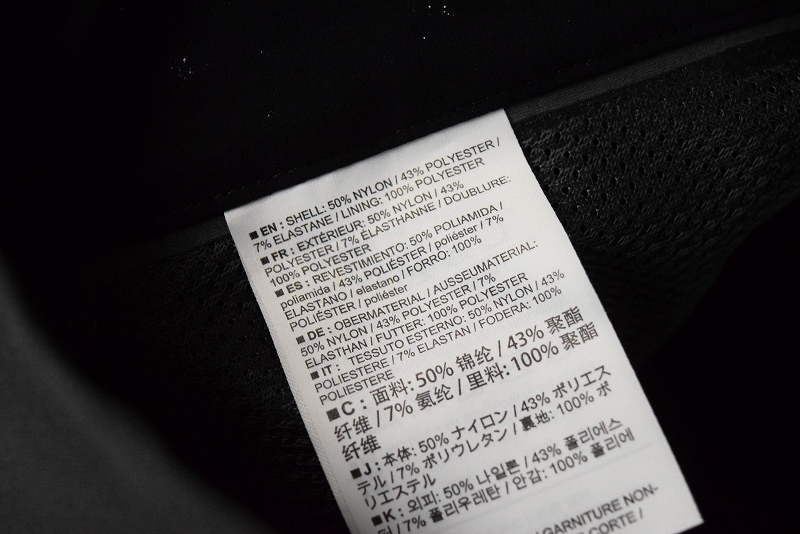 ■ EN : SHELL: 50% NYLON / 43% POLYESTER /
7% ELASTANE / LINING: 100% POLYESTER
■ FR : EXTÉRIEUR: 50% NYLON / 43%
POLYESTER / 7% ÉLASTHANNE / DOUBLURE:
100% POLYESTER
■ ES : REVESTIMIENTO: 50% POLIAMIDA /
poliamida / 43% POLIÉSTER / poliéster / 7%
ELASTANO / elastano / FORRO: 100%
POLIÉSTER / poliéster
■ DE : OBERMATERIAL / AUSSEUMATERIAL:
50% NYLON / 43% POLYESTER / 7%
ELASTHAN / FUTTER: 100% POLYESTER
■ IT : TESSUTO ESTERNO: 50% NYLON / 43%
POLIESTERE / 7% ELASTAN / FODERA: 100%
POLIESTERE
■ C : 面料: 50% 锦纶 / 43% 聚酯
纤维 / 7% 氨纶 / 里料: 100% 聚酯
纤维
■ J : 本体: 50% ナイロン / 43% ポリエス
テル / 7% ポリウレタン / 裏地: 100% ポ
リエステル
■ K : 외피: 50% 나일론 / 43% 폴리에스
터 / 7% 폴리우레탄 / 안감: 100% 폴리에
/ GARNITURE NON-
CORTE /